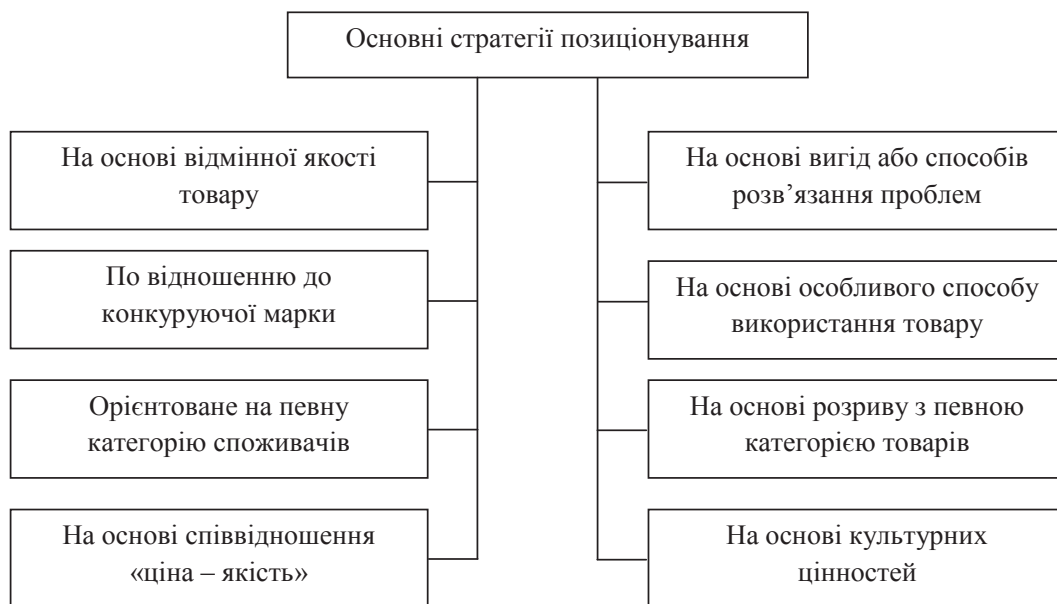 Основні стратегії позиціонування
На основі відмінної якості
товару
По відношенню до
конкуруючої марки
Орієнтоване на певну
категорію споживачів
На основі співвідношення
«ціна – якість»
На основі вигід або способів
розв’язання проблем
На основі особливого способу
використання товару
На основі розриву з певною
категорією товарів
На основі культурних
цінностей